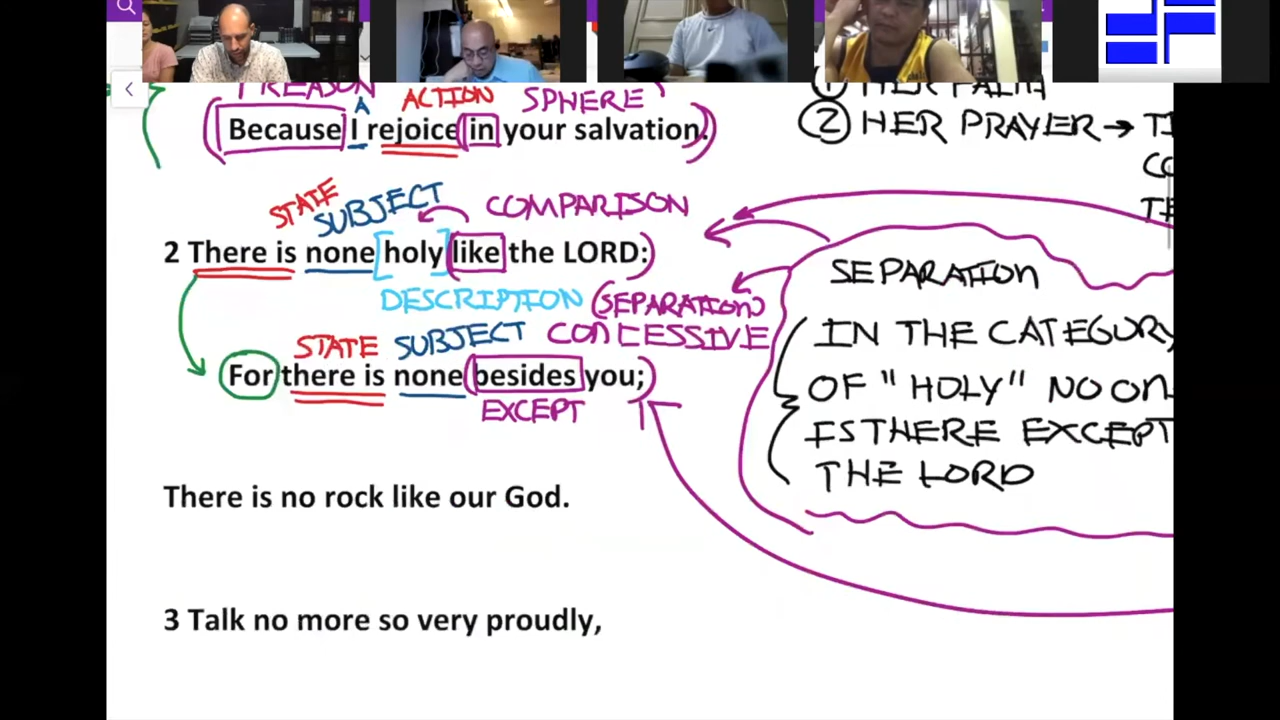 REASON
A ACTION SPHERE
Because I rejoice in your salvation.
② HER PRAYER →
STATE SUBJECT COMPARISON
2 There is none holy like the LORD:
DESCRIPTION (SEPARATION)
STATE SUBJECT CONCESSIVE
For there is none besides you;
EXCEPT
There is no rock like our God.
3 Talk no more so very proudly,
SEPARATION
IN THE CATEGORY
OF "HOLY" NO
IS THERE EXCEPT
THE LORD